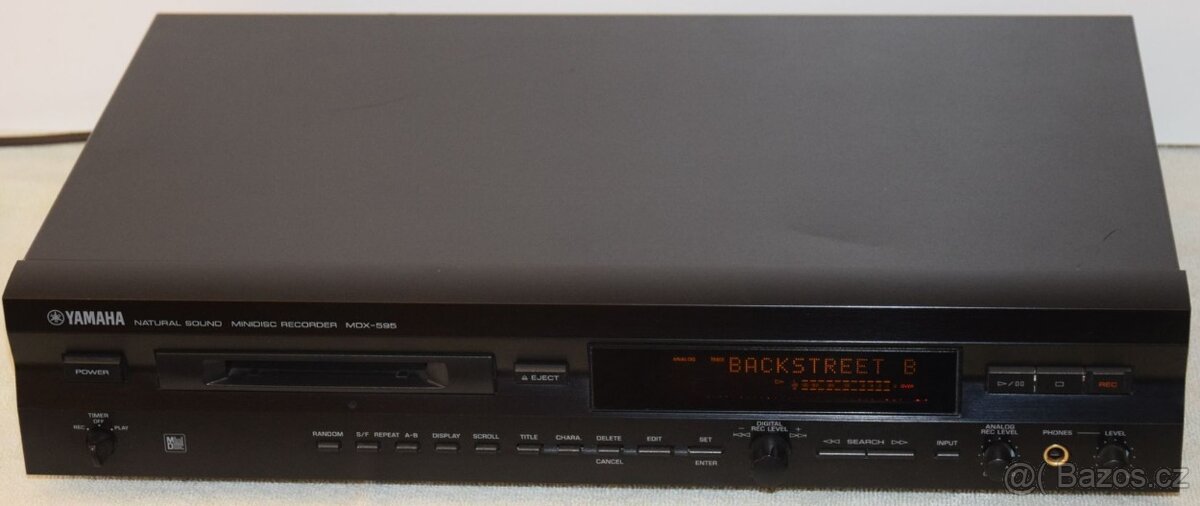 YAMAHA NATURAL SOUND MINIDISC RECORDER MDX-595
POWER
EJECT
ANALOG TRACK
BACKSTREET B
OVER
REC
TIMER
OFF
REC PLAY
RANDOM S/F REPEAT A-B DISPLAY SCROLL TITLE CHARA. DELETE EDIT SET
CANCEL ENTER
DIGITAL
REC LEVEL
- +
SEARCH
INPUT
ANALOG
REC LEVEL
PHONES LEVEL
@( Bazos.cz